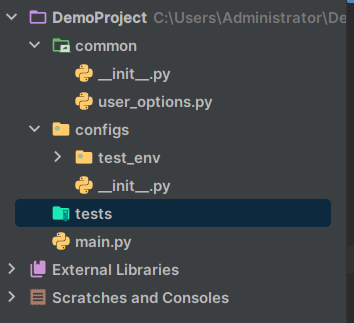 DemoProject C:\Users\Administrator\De
common
__init__.py
user_options.py
configs
test_env
__init__.py
tests
main.py
External Libraries
Scratches and Consoles